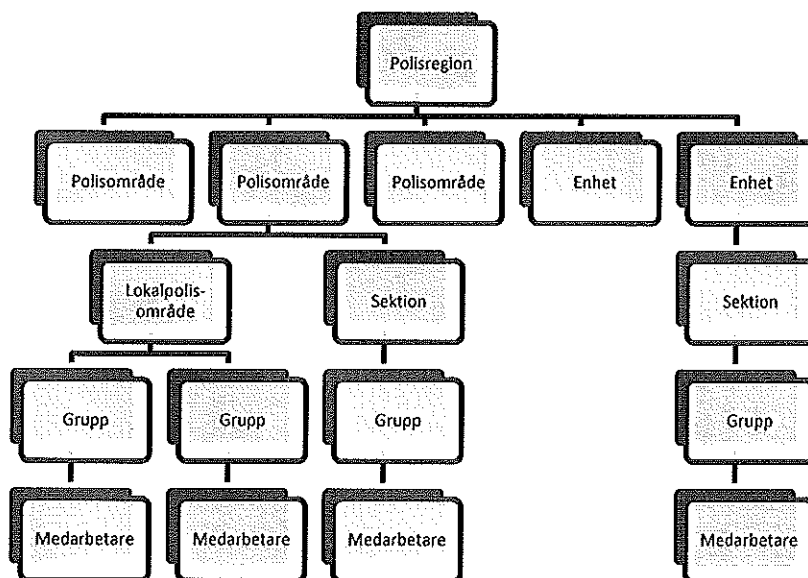 Polisregion
Polisområde
Polisområde
Polisområde
Enhet
Enhet
Lokalpolis-
område
Sektion
Sektion
Grupp
Grupp
Grupp
Grupp
Medarbetare
Medarbetare
Medarbetare
Medarbetare